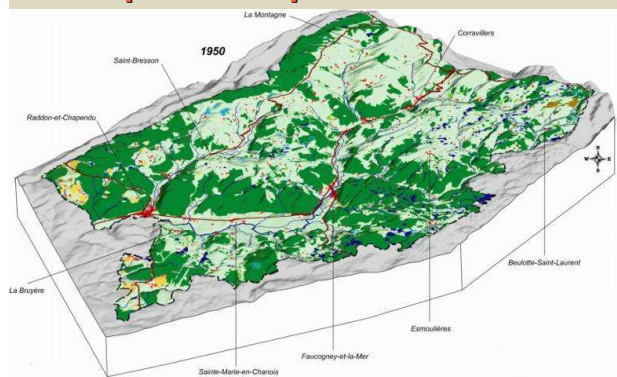 La Montagne
Corravillers
1950
Saint-Bresson
Raddon-et-Chapendu
N
W E
S
Beulotte-Saint-Laurent
La Bruyère
Esmoulières
Faucogney-et-la-Mer
Sainte-Marie-en-Chanois